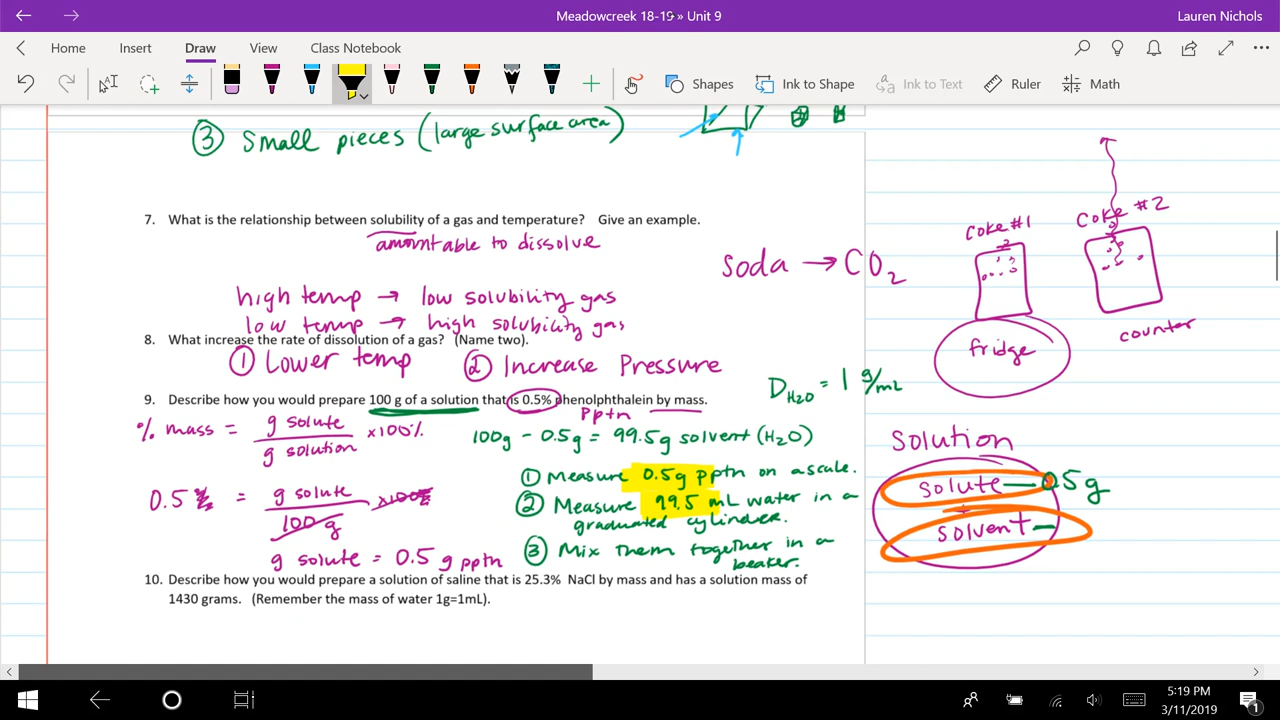 Meadowcreek 18-19 » Unit 9
Lauren Nichols
Home Insert Draw View Class Notebook
Shapes Ink to Shape Ink to Text Ruler Math
③ Small pieces (large surface area)
7. What is the relationship between solubility of a gas and temperature? Give an example.
amount able to dissolve
Soda → CO2
Coke #1
Coke #2
fridge
counter
high temp → low solubility gas
low temp → high solubility gas
8. What increase the rate of dissolution of a gas? (Name two).
① Lower temp ② Increase Pressure
9. Describe how you would prepare 100 g of a solution that is 0.5% phenolphthalein by mass.
pptn
D H2O = 1 g/mL
% mass = g solute / g solution x100%
100g - 0.5g = 99.5g solvent (H2O)
0.5% = g solute / 100 g x100%
g solute = 0.5 g pptn
① Measure 0.5g pptn on a scale.
② Measure 99.5 mL water in a
graduated cylinder.
③ Mix them together in a
beaker.
Solution
solute — 0.5g
+
solvent —
10. Describe how you would prepare a solution of saline that is 25.3% NaCl by mass and has a solution mass of
1430 grams. (Remember the mass of water 1g=1mL).
5:19 PM
3/11/2019
1